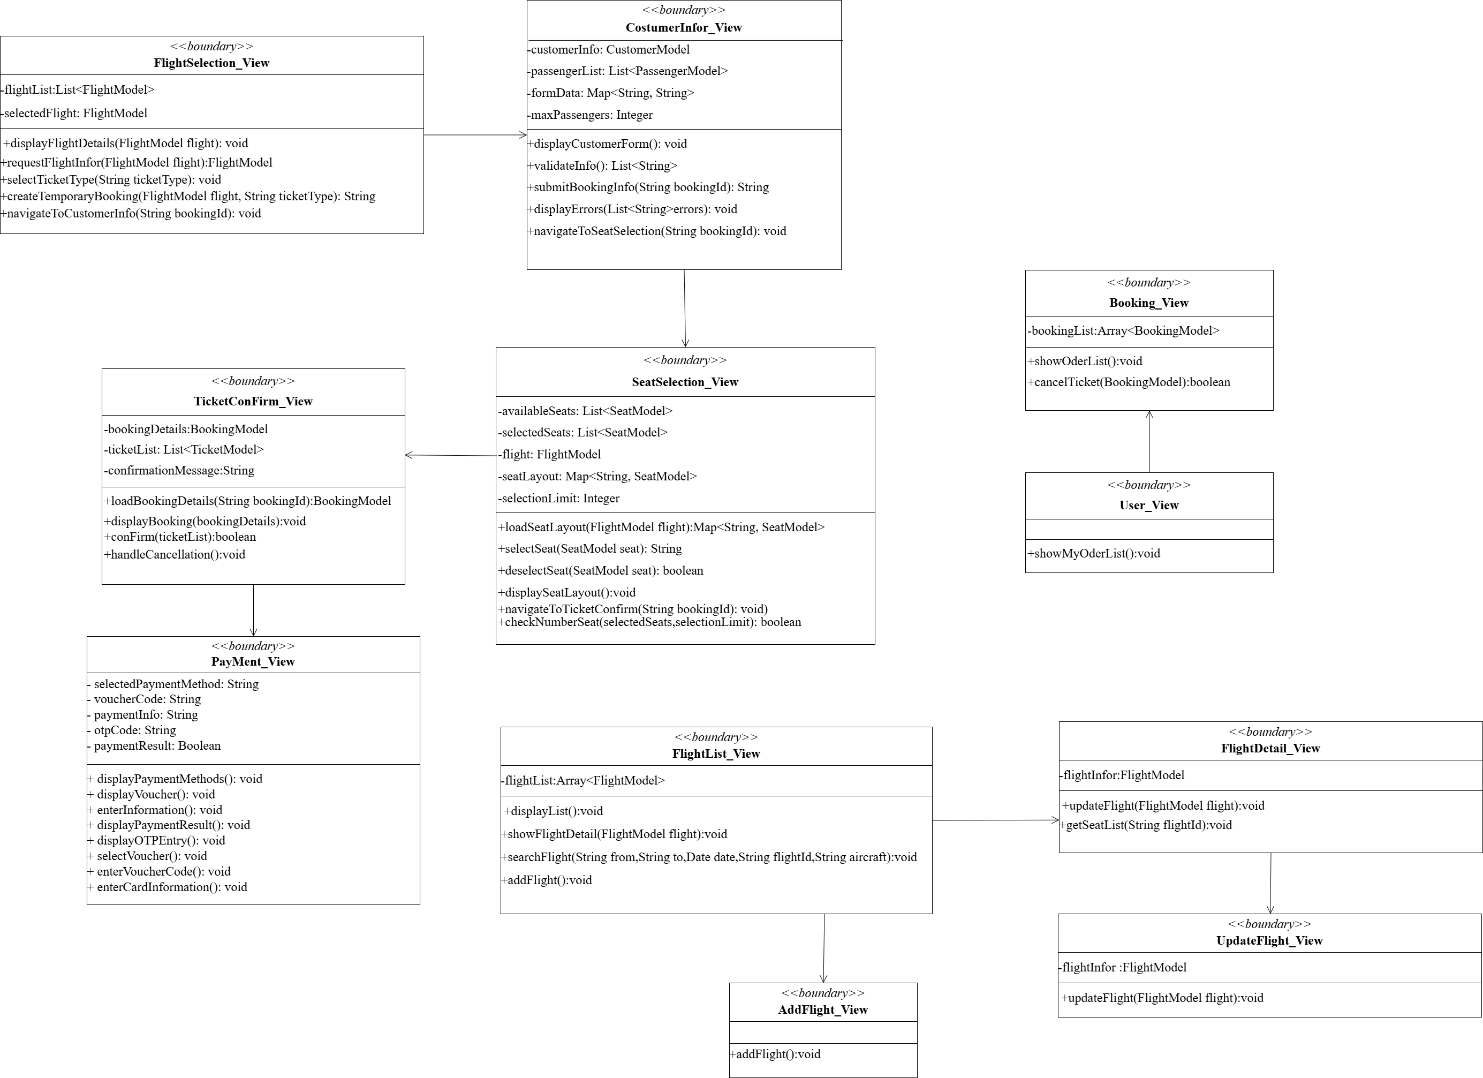 <<boundary>>
FlightSelection_View
-flightList:List<FlightModel>
-selectedFlight: FlightModel
+displayFlightDetails(FlightModel flight): void
+requestFlightInfor(FlightModel flight):FlightModel
+selectTicketType(String ticketType): void
+createTemporaryBooking(FlightModel flight, String ticketType): String
+navigateToCustomerInfo(String bookingId): void
<<boundary>>
CostumerInfor_View
-customerInfo: CustomerModel
-passengerList: List<PassengerModel>
-formData: Map<String, String>
-maxPassengers: Integer
+displayCustomerForm(): void
+validateInfo(): List<String>
+submitBookingInfo(String bookingId): String
+displayErrors(List<String>errors): void
+navigateToSeatSelection(String bookingId): void
<<boundary>>
Booking_View
-bookingList:Array<BookingModel>
+showOderList():void
+cancelTicket(BookingModel):boolean
<<boundary>>
TicketConFirm_View
-bookingDetails:BookingModel
-ticketList: List<TicketModel>
-confirmationMessage:String
+loadBookingDetails(String bookingId):BookingModel
+displayBooking(bookingDetails):void
+conFirm(ticketList):boolean
+handleCancellation():void
<<boundary>>
SeatSelection_View
-availableSeats: List<SeatModel>
-selectedSeats: List<SeatModel>
-flight: FlightModel
-seatLayout: Map<String, SeatModel>
-selectionLimit: Integer
+loadSeatLayout(FlightModel flight):Map<String, SeatModel>
+selectSeat(SeatModel seat): String
+deselectSeat(SeatModel seat): boolean
+displaySeatLayout():void
+navigateToTicketConfirm(String bookingId): void)
+checkNumberSeat(selectedSeats,selectionLimit): boolean
<<boundary>>
User_View
+showMyOderList():void
<<boundary>>
PayMent_View
- selectedPaymentMethod: String
- voucherCode: String
- paymentInfo: String
- otpCode: String
- paymentResult: Boolean
+ displayPaymentMethods(): void
+ displayVoucher(): void
+ enterInformation(): void
+ displayPaymentResult(): void
+ displayOTPEntry(): void
+ selectVoucher(): void
+ enterVoucherCode(): void
+ enterCardInformation(): void
<<boundary>>
FlightList_View
-flightList:Array<FlightModel>
+displayList():void
+showFlightDetail(FlightModel flight):void
+searchFlight(String from,String to,Date date,String flightId,String aircraft):void
+addFlight():void
<<boundary>>
FlightDetail_View
-flightInfor:FlightModel
+updateFlight(FlightModel flight):void
+getSeatList(String flightId):void
<<boundary>>
UpdateFlight_View
-flightInfor :FlightModel
+updateFlight(FlightModel flight):void
<<boundary>>
AddFlight_View
+addFlight():void